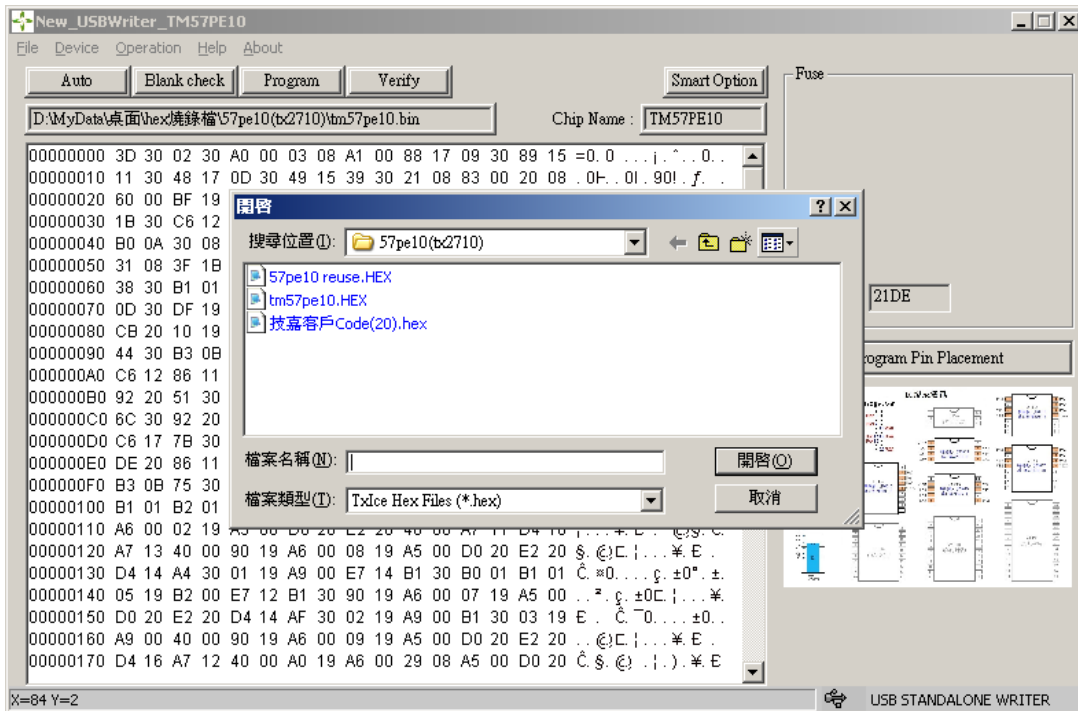 New_USBWriter_TM57PE10
File Device Operation Help About
Auto Blank check Program Verify Smart Option
Fuse
D:\MyData\桌面\hex燒錄檔\57pe10(tx2710)\tm57pe10.bin
Chip Name : TM57PE10
00000000 3D 30 02 30 A0 00 03 08 A1 00 88 17 09 30 89 15
00000010 11 30 48 17 0D 30 49 15 39 30 21 08 83 00 20 08
00000020 60 00 BF 19
00000030 1B 30 C6 12
00000040 B0 0A 30 08
00000050 31 08 3F 1B
00000060 38 30 B1 01
00000070 0D 30 DF 19
00000080 CB 20 10 19
00000090 44 30 B3 0B
000000A0 C6 12 86 11
000000B0 92 20 51 30
000000C0 6C 30 92 20
000000D0 C6 17 7B 30
000000E0 DE 20 86 11
000000F0 B3 0B 75 30
00000100 B1 01 B2 01
00000110 A6 00 02 19
00000120 A7 13 40 00 90 19 A6 00 08 19 A5 00 D0 20 E2 20
00000130 D4 14 A4 30 01 19 A9 00 E7 14 B1 30 B0 01 B1 01
00000140 05 19 B2 00 E7 12 B1 30 90 19 A6 00 07 19 A5 00
00000150 D0 20 E2 20 D4 14 AF 30 02 19 A9 00 B1 30 03 19
00000160 A9 00 40 00 90 19 A6 00 09 19 A5 00 D0 20 E2 20
00000170 D4 16 A7 12 40 00 A0 19 A6 00 29 08 A5 00 D0 20
開啓
搜尋位置(I): 57pe10(tx2710)
57pe10 reuse.HEX
tm57pe10.HEX
技嘉客戶Code(20).hex
檔案名稱(N): 開啓(O)
檔案類型(T): TxIce Hex Files (*.hex) 取消
21DE
rogram Pin Placement
X=84 Y=2
USB STANDALONE WRITER